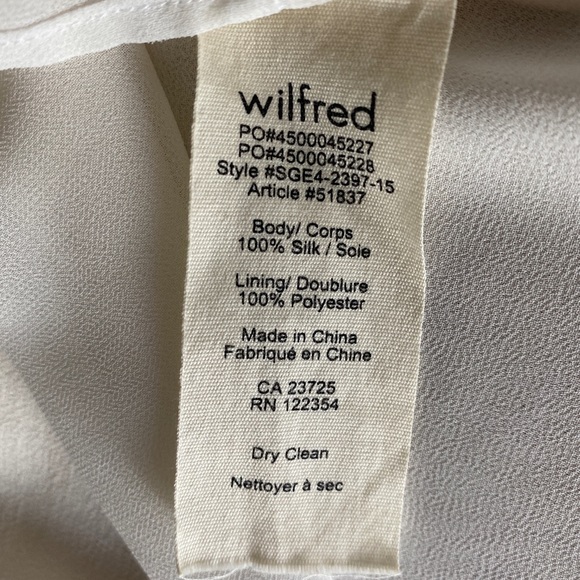 wilfred
PO#4500045227
PO#4500045228
Style #SGE4-2397-15
Article #51837
Body/ Corps
100% Silk / Soie
Lining/ Doublure
100% Polyester
Made in China
Fabriqué en Chine
CA 23725
RN 122354
Dry Clean
Nettoyer à sec